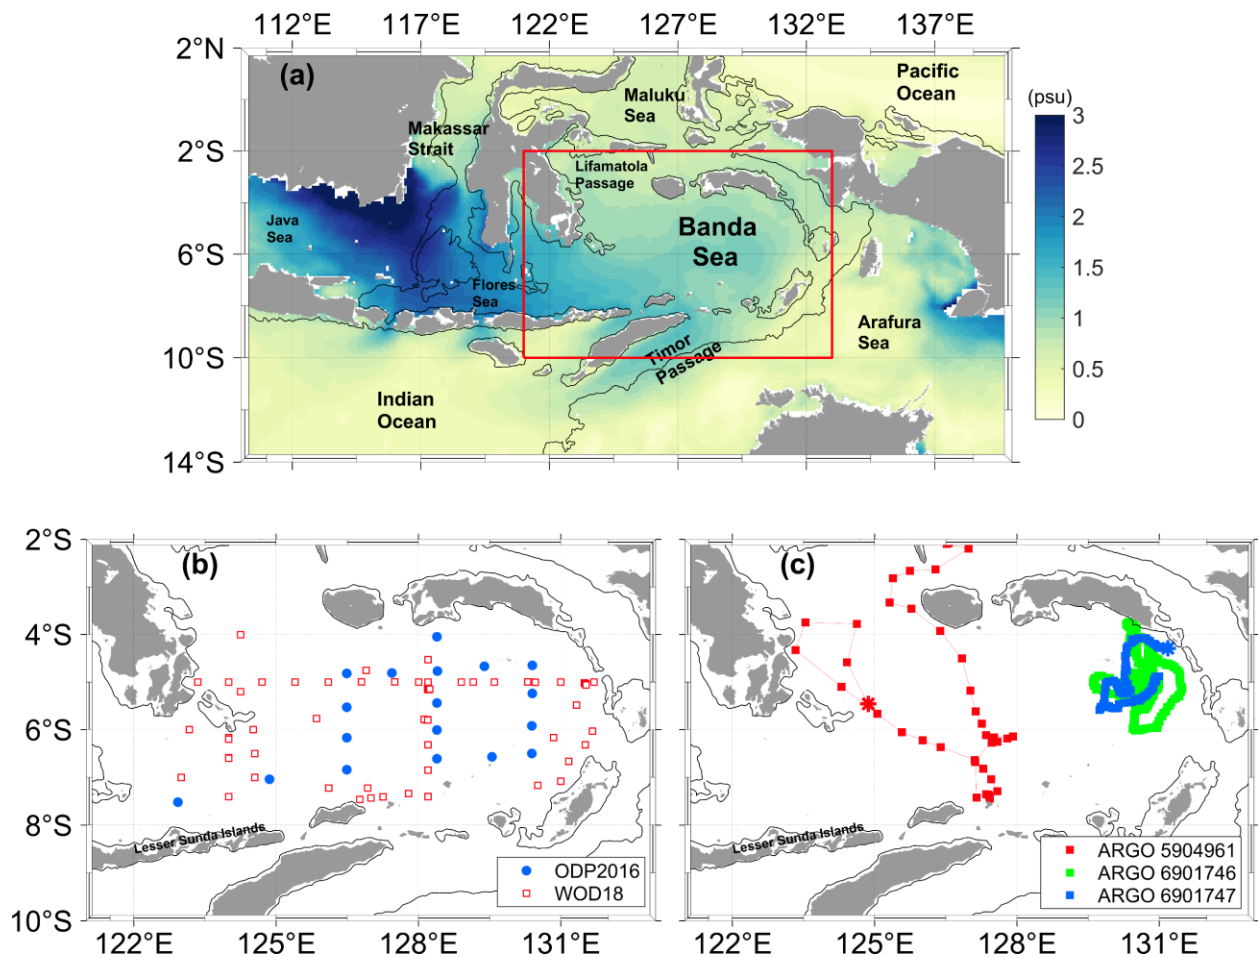 112°E 117°E 122°E 127°E 132°E 137°E
2°N
2°S
6°S
10°S
14°S
(a)
Pacific
Ocean
Maluku
Sea
Makassar
Strait
Lifamatola
Passage
Java
Sea
Banda
Sea
Flores
Sea
Timor
Passage
Arafura
Sea
Indian
Ocean
(psu)
3
2.5
2
1.5
1
0.5
0
2°S
4°S
6°S
8°S
10°S
(b)
Lesser Sunda Islands
ODP2016
WOD18
122°E 125°E 128°E 131°E
(c)
Lesser Sunda Islands
ARGO 5904961
ARGO 6901746
ARGO 6901747
122°E 125°E 128°E 131°E